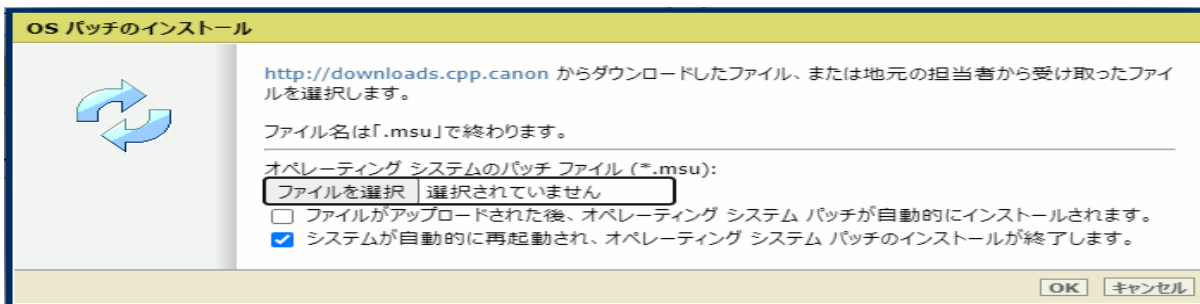 OS パッチのインストール
http://downloads.cpp.canon からダウンロードしたファイル、または地元の担当者から受け取ったファイ
ルを選択します。
ファイル名は「.msu」で終わります。
オペレーティング システムのパッチ ファイル (*.msu):
ファイルを選択 選択されていません
ファイルがアップロードされた後、オペレーティング システム パッチが自動的にインストールされます。
システムが自動的に再起動され、オペレーティング システム パッチのインストールが終了します。
OK キャンセル